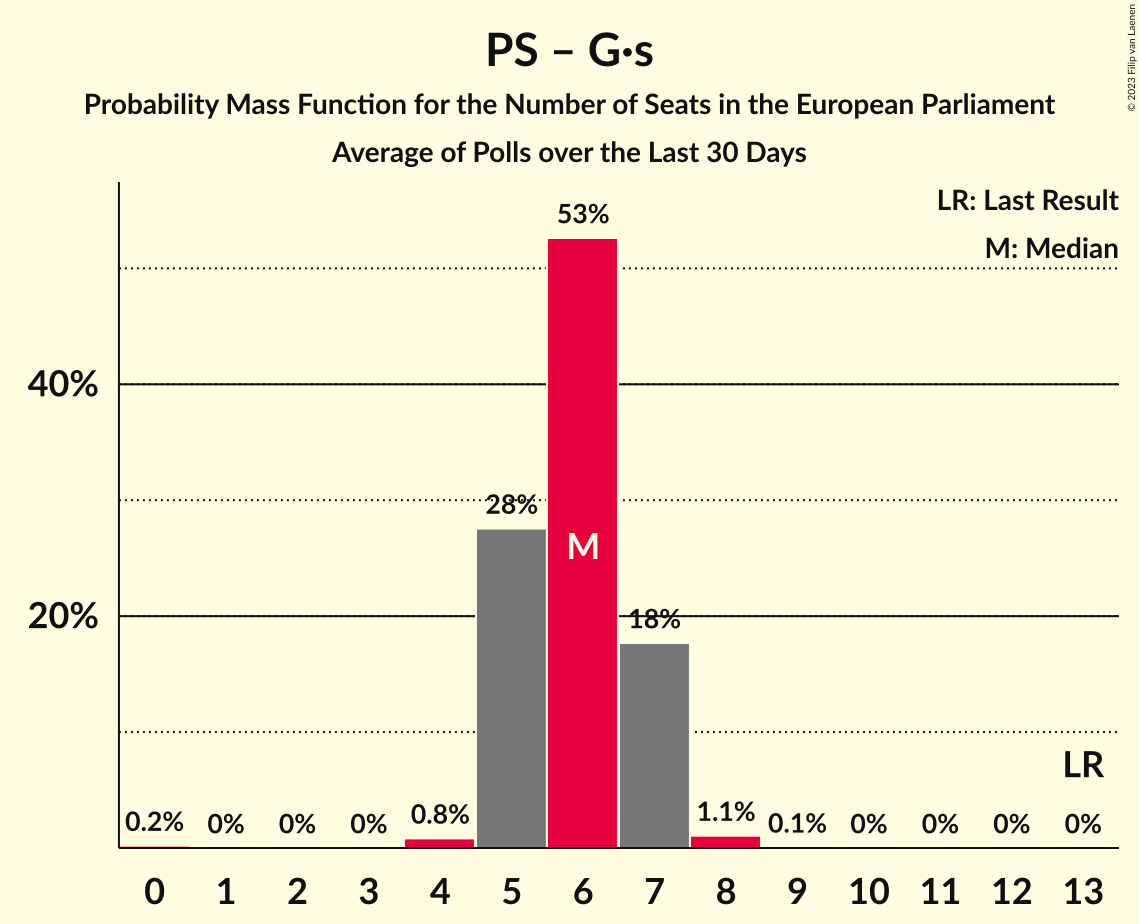 PS – G·s
Probability Mass Function for the Number of Seats in the European Parliament
Average of Polls over the Last 30 Days
© 2023 Filip van Laenen
LR: Last Result
M: Median
53%
40%
28%
M
20%
18%
LR
0.2% 0% 0% 0% 0.8% 1.1% 0.1% 0% 0% 0% 0%
0 1 2 3 4 5 6 7 8 9 10 11 12 13